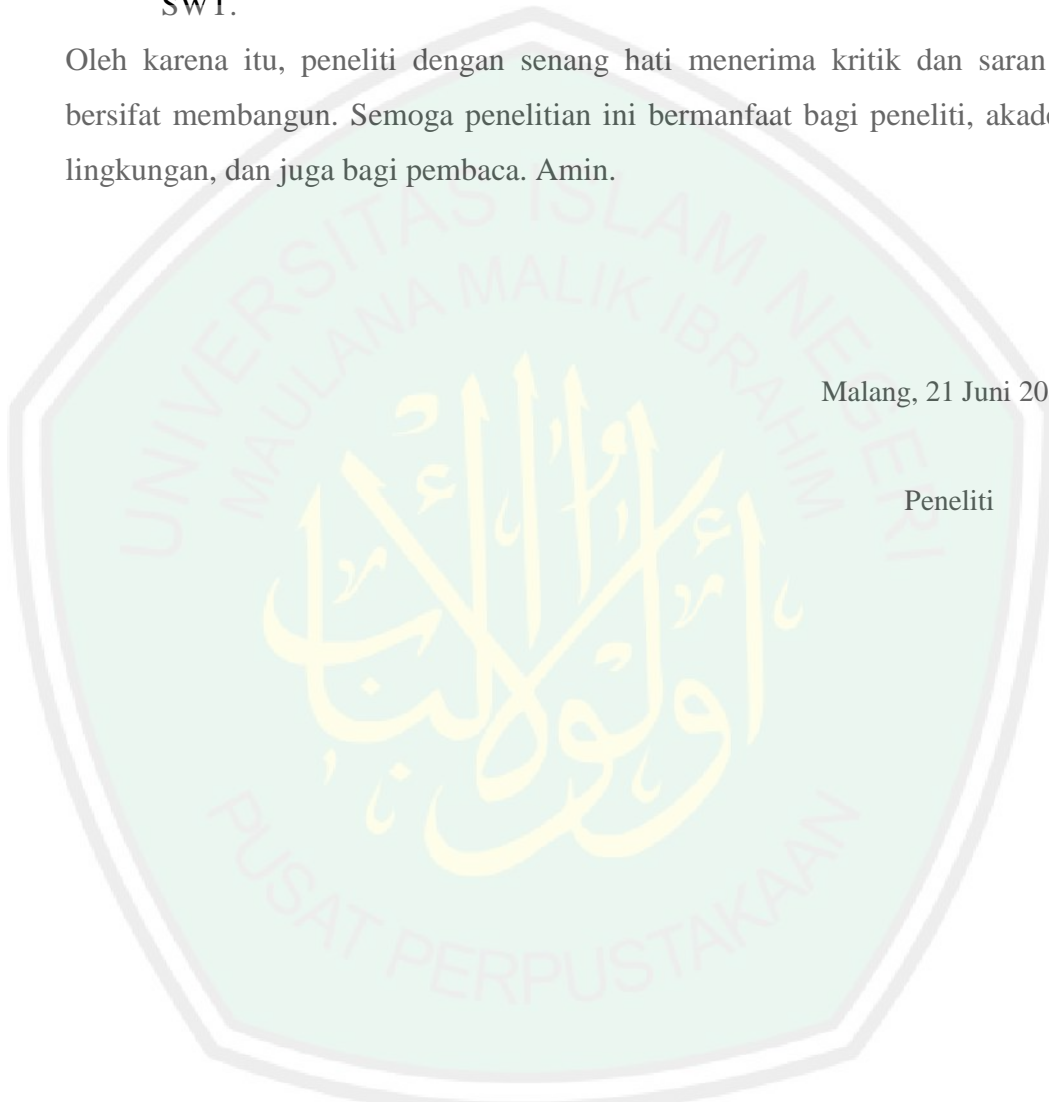 SWT.
Oleh karena itu, peneliti dengan senang hati menerima kritik dan saran
bersifat membangun. Semoga penelitian ini bermanfaat bagi peneliti,
lingkungan, dan juga bagi pembaca. Amin.
UNIVERSITAS ISLAM NEGERI
MAULANA MALIK IBRAHIM
Malang, 21 Juni 20
Peneliti
أولوا الألباب
PUSAT PERPUSTAKAAN